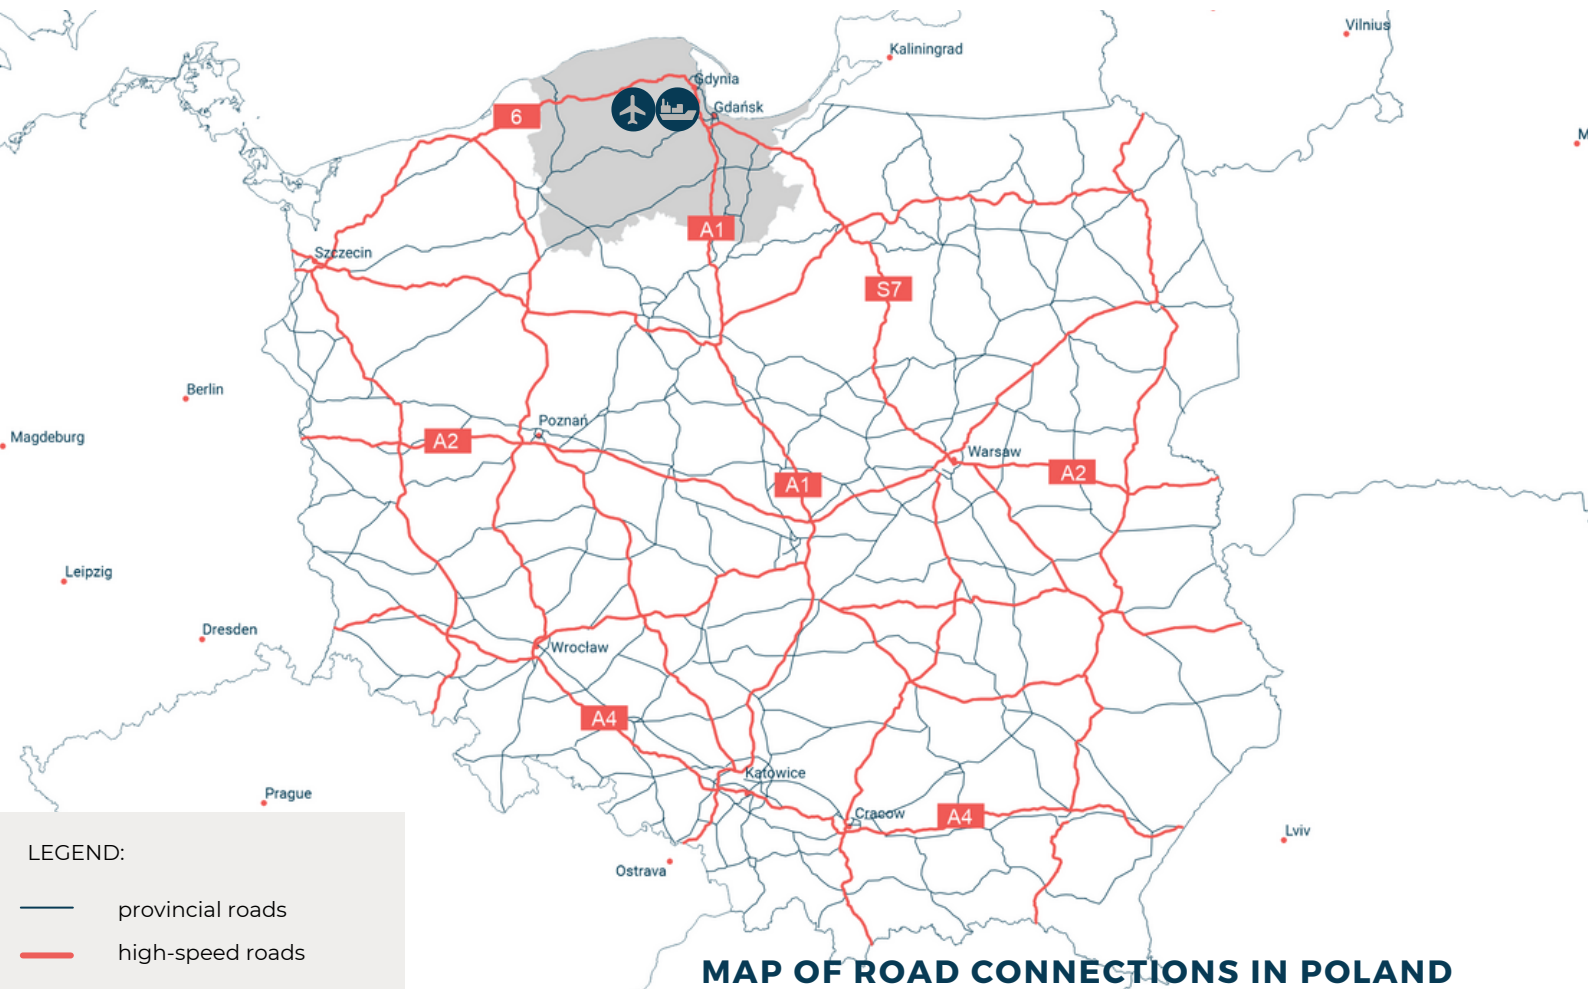 Vilnius
Kaliningrad
Gdynia
Gdańsk
6
M
A1
Szczecin
S7
Berlin
Poznań
Magdeburg
A2
Warsaw
A2
A1
Leipzig
Dresden
Wrocław
A4
Katowice
Prague
Cracow
A4
Lviv
Ostrava
LEGEND:
provincial roads
high-speed roads
MAP OF ROAD CONNECTIONS IN POLAND